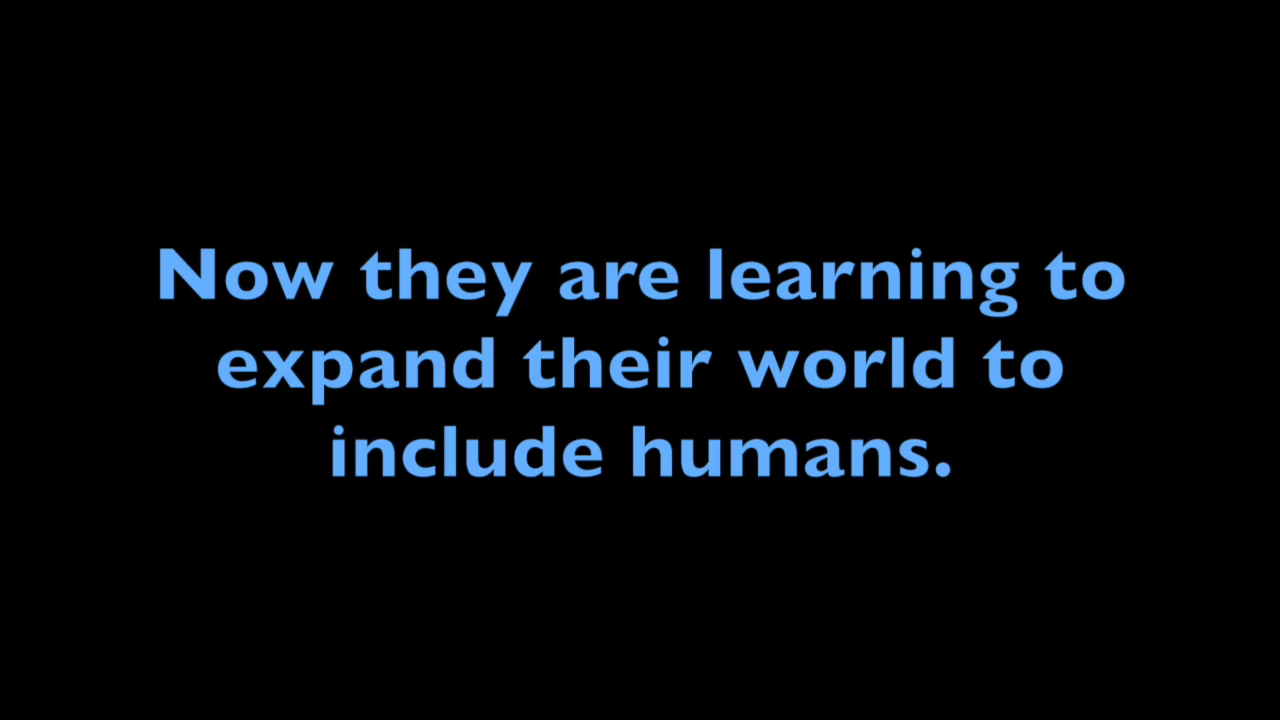 Now they are learning to
expand their world to
include humans.